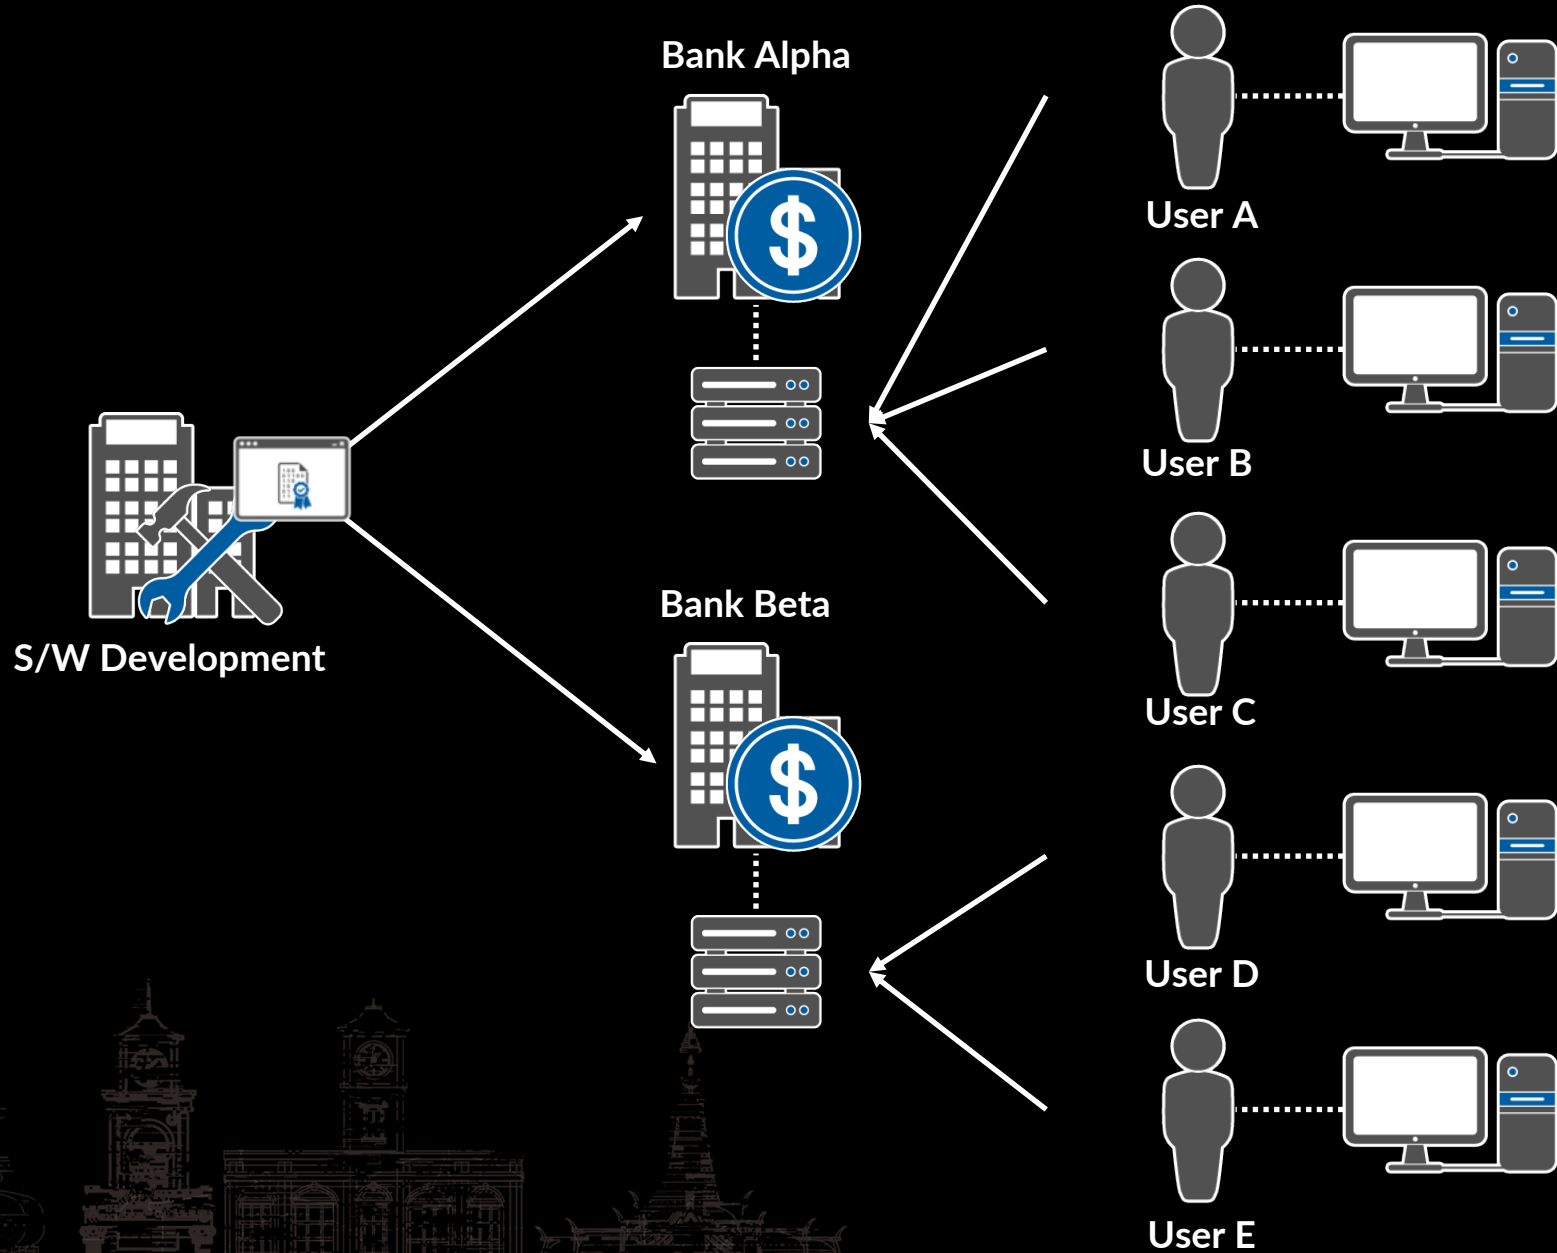 Bank Alpha
User A
User B
S/W Development
Bank Beta
User C
User D
User E